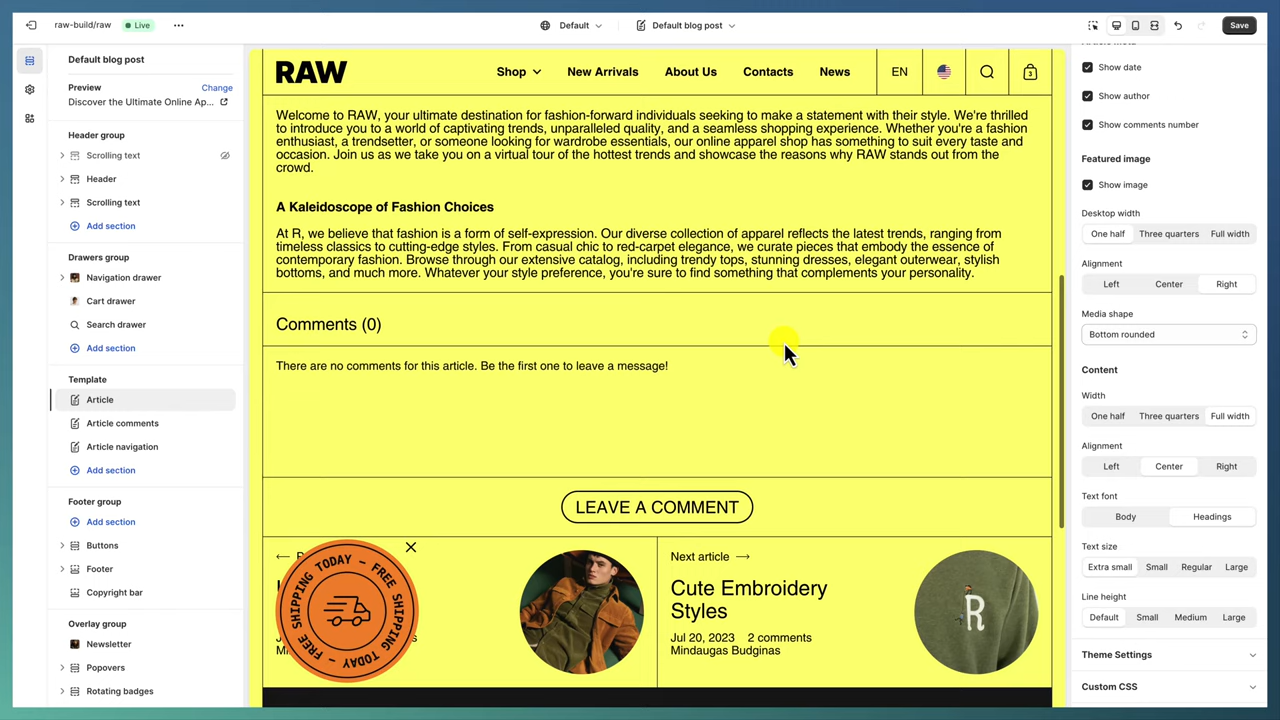 raw-build/raw
Live
Default
Default blog post
Save
Default blog post
Preview
Change
Discover the Ultimate Online Ap...
Header group
Scrolling text
Header
Scrolling text
Add section
Drawers group
Navigation drawer
Cart drawer
Search drawer
Add section
Template
Article
Article comments
Article navigation
Add section
Footer group
Add section
Buttons
Footer
Copyright bar
Overlay group
Newsletter
Popovers
Rotating badges
RAW
Shop
New Arrivals
About Us
Contacts
News
EN
3
Welcome to RAW, your ultimate destination for fashion-forward individuals seeking to make a statement with their style. We're thrilled
to introduce you to a world of captivating trends, unparalleled quality, and a seamless shopping experience. Whether you're a fashion
enthusiast, a trendsetter, or someone looking for wardrobe essentials, our online apparel shop has something to suit every taste and
occasion. Join us as we take you on a virtual tour of the hottest trends and showcase the reasons why RAW stands out from the
crowd.
A Kaleidoscope of Fashion Choices
At R, we believe that fashion is a form of self-expression. Our diverse collection of apparel reflects the latest trends, ranging from
timeless classics to cutting-edge styles. From casual chic to red-carpet elegance, we curate pieces that embody the essence of
contemporary fashion. Browse through our extensive catalog, including trendy tops, stunning dresses, elegant outerwear, stylish
bottoms, and much more. Whatever your style preference, you're sure to find something that complements your personality.
Comments (0)
There are no comments for this article. Be the first one to leave a message!
LEAVE A COMMENT
SHIPPING TODAY – FREE SHIPPING TODAY – FREE
Next article
Cute Embroidery
Styles
Jul 20, 2023 2 comments
Mindaugas Budginas
R
Show date
Show author
Show comments number
Featured image
Show image
Desktop width
One half
Three quarters
Full width
Alignment
Left
Center
Right
Media shape
Bottom rounded
Content
Width
One half
Three quarters
Full width
Alignment
Left
Center
Right
Text font
Body
Headings
Text size
Extra small
Small
Regular
Large
Line height
Default
Small
Medium
Large
Theme Settings
Custom CSS